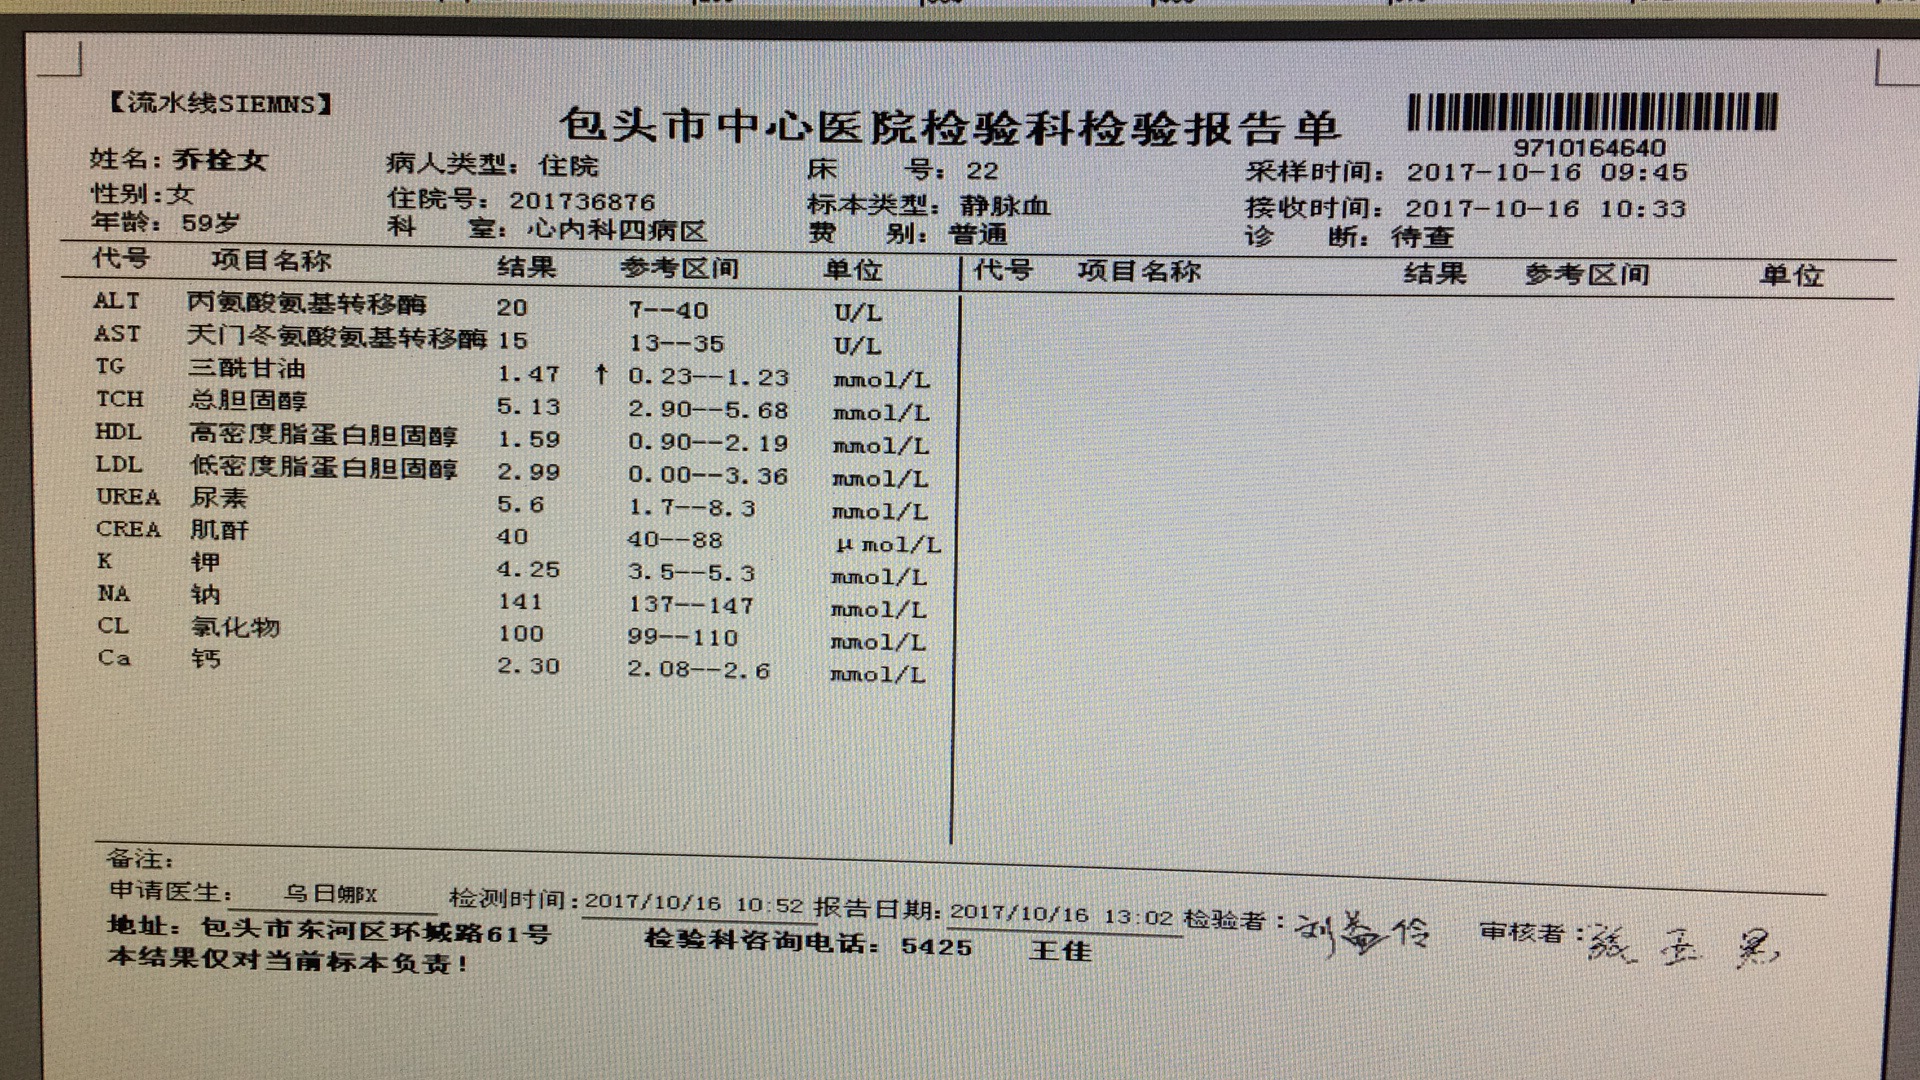 【流水线SIEMNS】
包头市中心医院检验科检验报告单
9710164640
姓名: 乔拴女 病人类型: 住院 床 号: 22 采样时间: 2017-10-16 09:45
性别:女 住院号: 201736876 标本类型: 静脉血 接收时间: 2017-10-16 10:33
年龄: 59岁 科 室: 心内科四病区 费 别: 普通 诊 断: 待查
代号 项目名称 结果 参考区间 单位 代号 项目名称 结果 参考区间 单位
ALT 丙氨酸氨基转移酶 20 7--40 U/L
AST 天门冬氨酸氨基转移酶 15 13--35 U/L
TG 三酰甘油 1.47 ↑ 0.23--1.23 mmol/L
TCH 总胆固醇 5.13 2.90--5.68 mmol/L
HDL 高密度脂蛋白胆固醇 1.59 0.90--2.19 mmol/L
LDL 低密度脂蛋白胆固醇 2.99 0.00--3.36 mmol/L
UREA 尿素 5.6 1.7--8.3 mmol/L
CREA 肌酐 40 40--88 μmol/L
K 钾 4.25 3.5--5.3 mmol/L
NA 钠 141 137--147 mmol/L
CL 氯化物 100 99--110 mmol/L
Ca 钙 2.30 2.08--2.6 mmol/L
备注:
申请医生: 乌日娜BX 检测时间:2017/10/16 10:52 报告日期:2017/10/16 13:02 检验者: 审核者:
地址: 包头市东河区环城路61号 检验科咨询电话: 5425 王佳
本结果仅对当前标本负责!